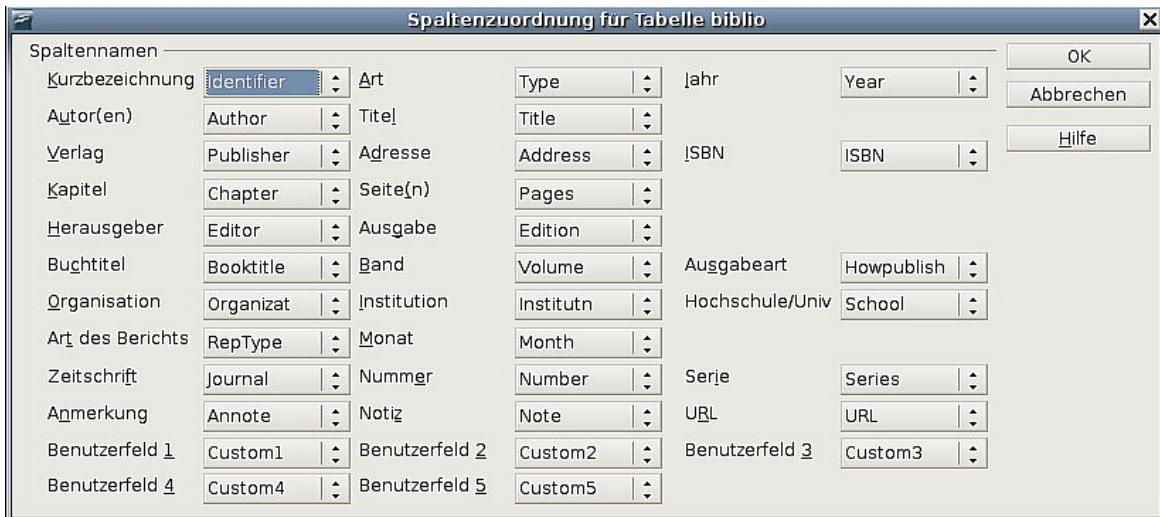 Spaltenzuordnung für Tabelle biblio
Spaltennamen
OK
Kurzbezeichnung Identifier Art Type Jahr Year
Abbrechen
Autor(en) Author Titel Title
Hilfe
Verlag Publisher Adresse Address ISBN ISBN
Kapitel Chapter Seite(n) Pages
Herausgeber Editor Ausgabe Edition
Buchtitel Booktitle Band Volume Ausgabeart Howpublish
Organisation Organizat Institution Institutn Hochschule/Univ School
Art des Berichts RepType Monat Month
Zeitschrift Journal Nummer Number Serie Series
Anmerkung Annote Notiz Note URL URL
Benutzerfeld 1 Custom1 Benutzerfeld 2 Custom2 Benutzerfeld 3 Custom3
Benutzerfeld 4 Custom4 Benutzerfeld 5 Custom5